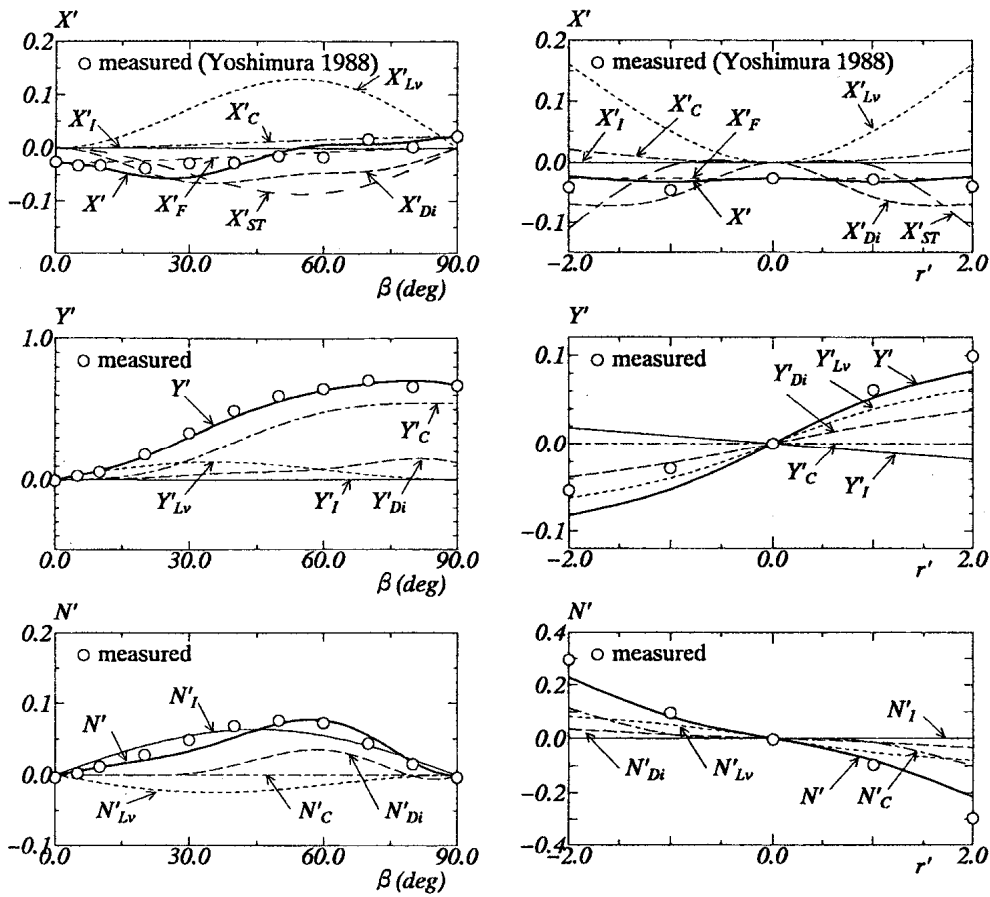 X'
0.2
0.1
0.0
−0.1
measured (Yoshimura 1988)
X'Lv
X'I
X'C
X'
X'F
X'ST
X'Di
0.0
30.0
60.0
90.0
β (deg)
X'
0.2
0.1
0.0
−0.1
measured (Yoshimura 1988)
X'Lv
X'I
X'C
X'F
X'
X'Di
X'ST
−2.0
0.0
2.0
r'
Y'
1.0
0.0
measured
Y'
Y'C
Y'Lv
Y'I
Y'Di
0.0
30.0
60.0
90.0
β (deg)
Y'
0.1
0.0
−0.1
measured
Y'Di
Y'Lv
Y'
Y'C
Y'I
−2.0
0.0
2.0
r'
N'
0.2
0.1
0.0
−0.1
measured
N'
N'I
N'Lv
N'C
N'Di
0.0
30.0
60.0
90.0
β (deg)
N'
0.4
0.2
0.0
−0.2
−0.4
measured
N'I
N'Di
N'Lv
N'
N'C
−2.0
0.0
2.0
r'